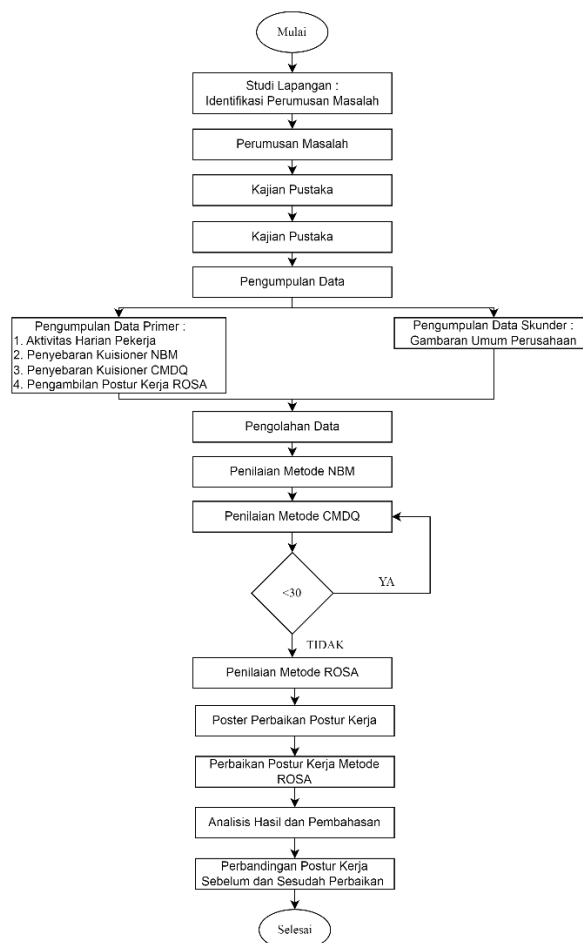 Mulai
Studi Lapangan :
Identifikasi Perumusan Masalah
Perumusan Masalah
Kajian Pustaka
Kajian Pustaka
Pengumpulan Data
Pengumpulan Data Primer :
1. Aktivitas Harian Pekerja
2. Penyebaran Kuisioner NBM
3. Penyebaran Kuisioner CMDQ
4. Pengambilan Postur Kerja ROSA
Pengumpulan Data Skunder :
Gambaran Umum Perusahaan
Pengolahan Data
Penilaian Metode NBM
Penilaian Metode CMDQ
<30
YA
TIDAK
Penilaian Metode ROSA
Poster Perbaikan Postur Kerja
Perbaikan Postur Kerja Metode
ROSA
Analisis Hasil dan Pembahasan
Perbandingan Postur Kerja
Sebelum dan Sesudah Perbaikan
Selesai